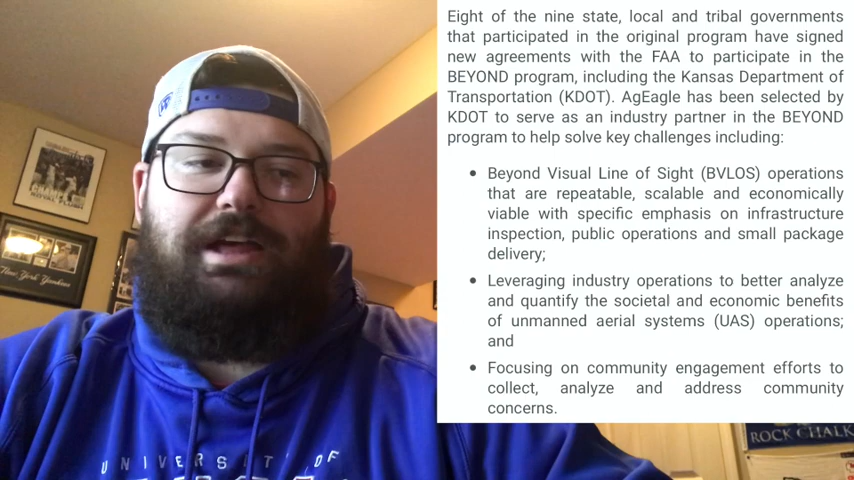 Eight of the nine state, local and tribal governments
that participated in the original program have signed
new agreements with the FAA to participate in the
BEYOND program, including the Kansas Department of
Transportation (KDOT). AgEagle has been selected by
KDOT to serve as an industry partner in the BEYOND
program to help solve key challenges including:
• Beyond Visual Line of Sight (BVLOS) operations
that are repeatable, scalable and economically
viable with specific emphasis on infrastructure
inspection, public operations and small package
delivery;
• Leveraging industry operations to better analyze
and quantify the societal and economic benefits
of unmanned aerial systems (UAS) operations;
and
• Focusing on community engagement efforts to
collect, analyze and address community
concerns.
New York Yankees
ROCK CHALK
UNIVERSITY OF